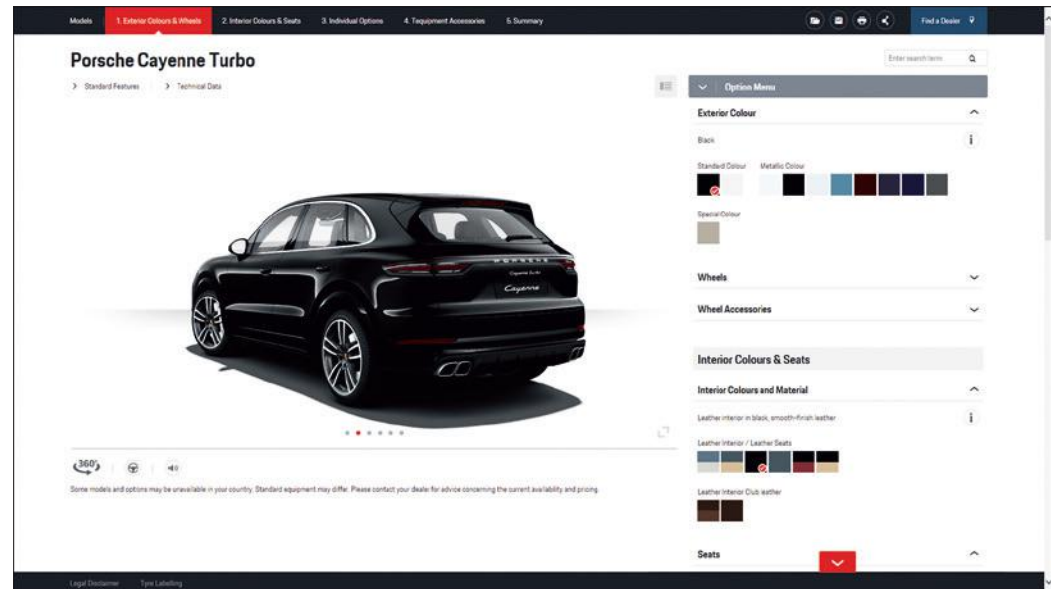 Models
1. Exterior Colours & Wheels
2. Interior Colours & Seats
3. Individual Options
4. Tequipment Accessories
5. Summary
Find a Dealer
Porsche Cayenne Turbo
Enter search term
Standard Features
Technical Data
Option Menu
Exterior Colour
Black
i
Standard Colour
Metallic Colour
Special Colour
PORSCHE
Cayenne turbo
Cayenne
Wheels
Wheel Accessories
Interior Colours & Seats
Interior Colours and Material
Leather interior in black, smooth-finish leather
i
Leather Interior / Leather Seats
360°
Some models and options may be unavailable in your country. Standard equipment may differ. Please contact your dealer for advice concerning the current availability and pricing.
Leather Interior Club leather
Seats
Legal Disclaimer
Tyre Labelling